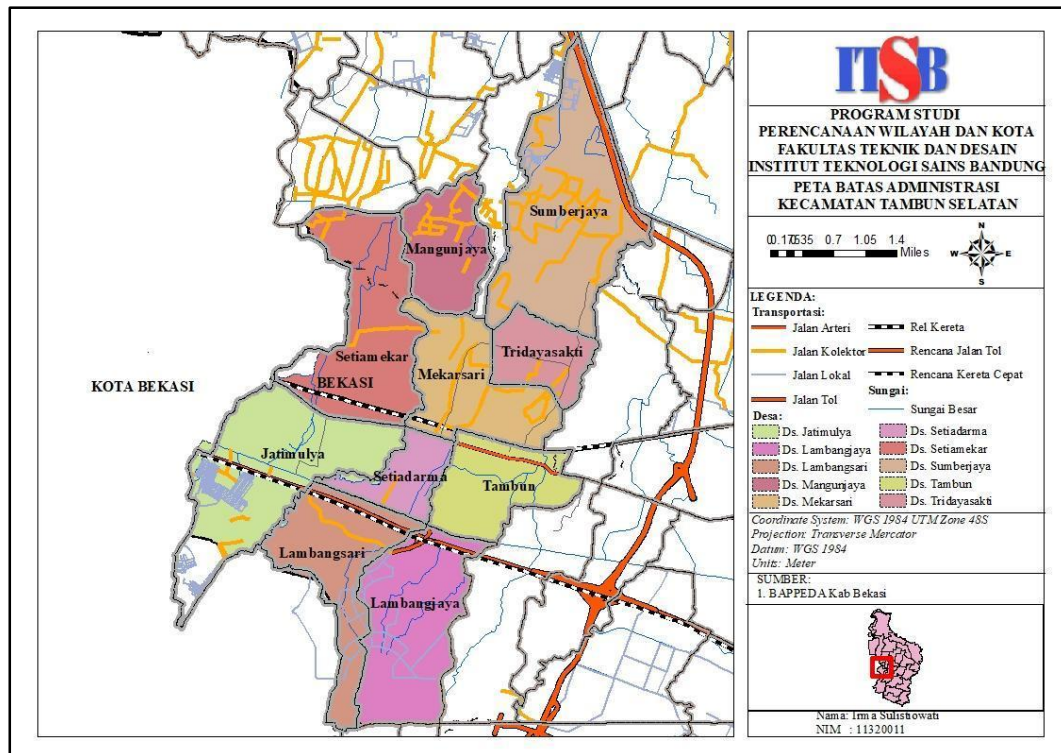 Sumberjaya
Mangunjaya
Setiamekar
Tridayasakti
KOTA BEKASI
BEKASI
Mekarsari
Jatimulya
Setiadarma
Tambun
Lambangsari
Lambangjaya
ITSB
PROGRAM STUDI
PERENCANAAN WILAYAH DAN KOTA
FAKULTAS TEKNIK DAN DESAIN
INSTITUT TEKNOLOGI SAINS BANDUNG
PETA BATAS ADMINISTRASI
KECAMATAN TAMBUN SELATAN
N
W E
S
0 0.175 0.35 0.7 1.05 1.4
Miles
LEGENDA:
Transportasi:
Jalan Arteri
Jalan Kolektor
Jalan Lokal
Jalan Tol
Rel Kereta
Rencana Jalan Tol
Rencana Kereta Cepat
Sungai:
Sungai Besar
Desa:
Ds. Jatimulya
Ds. Lambangjaya
Ds. Lambangsari
Ds. Mangunjaya
Ds. Mekarsari
Ds. Setiadarma
Ds. Setiamekar
Ds. Sumberjaya
Ds. Tambun
Ds. Tridayasakti
Coordinate System: WGS 1984 UTM Zone 48S
Projection: Transverse Mercator
Datum: WGS 1984
Units: Meter
SUMBER:
1. BAPPEDA Kab Bekasi
Nama: Irma Sulistiowati
NIM : 11320011